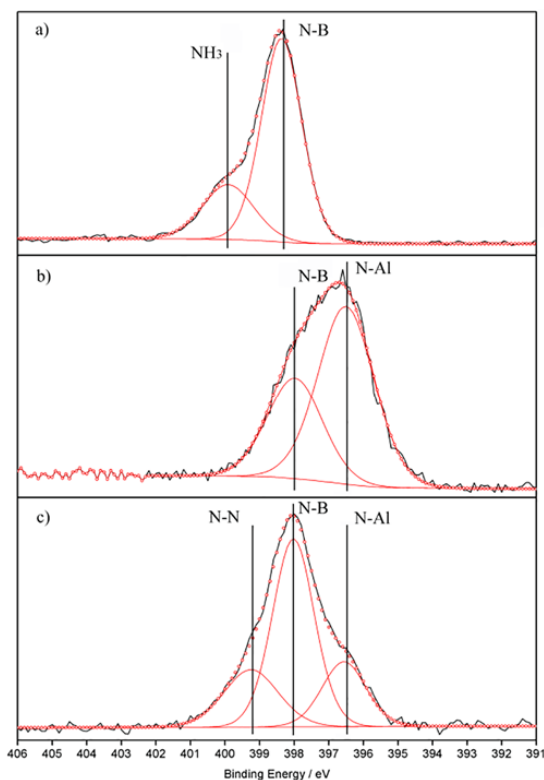 a)
NH₃
N-B
b)
N-B
N-Al
c)
N-N
N-B
N-Al
406 405 404 403 402 401 400 399 398 397 396 395 394 393 392 391
Binding Energy / eV